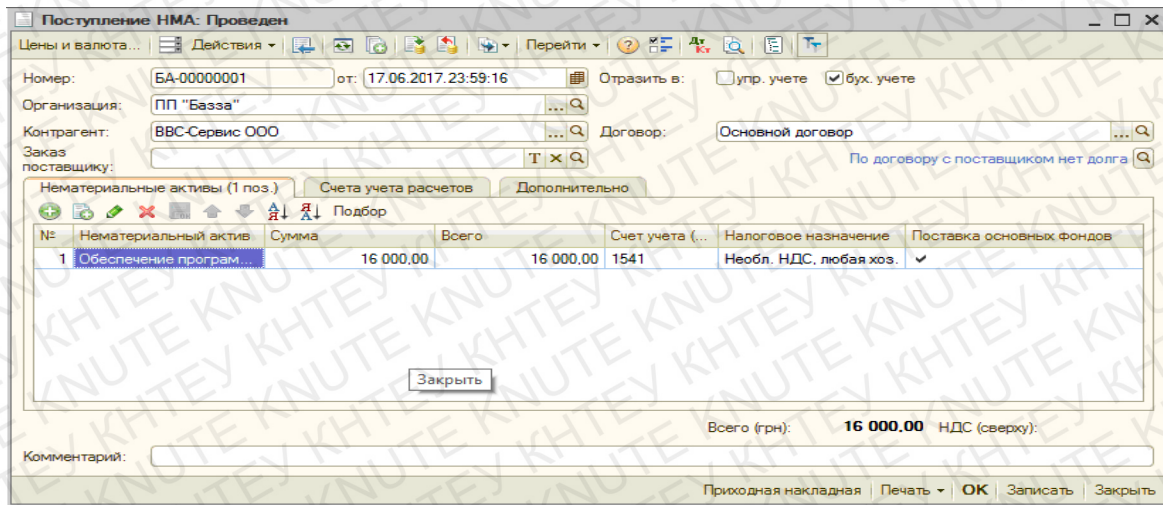 Поступление НМА: Проведен
Цены и валюта... Действия Перейти
Номер: БА-00000001 от: 17.06.2017.23:59:16 Отразить в: упр. учете бух. учете
Организация: ПП "Базза"
Контрагент: ВВС-Сервис ООО Договор: Основной договор
Заказ поставщику: По договору с поставщиком нет долга
Нематериальные активы (1 поз.) Счета учета расчетов Дополнительно
Подбор
№ Нематериальный актив Сумма Всего Счет учета (... Налоговое назначение Поставка основных фондов
1 Обеспечение програм... 16 000,00 16 000,00 1541 Необл. НДС, любая хоз.
Закрыть
Всего (грн): 16 000,00 НДС (сверху):
Комментарий:
Приходная накладная Печать OK Записать Закрыть
KNUTE КНТЕУ